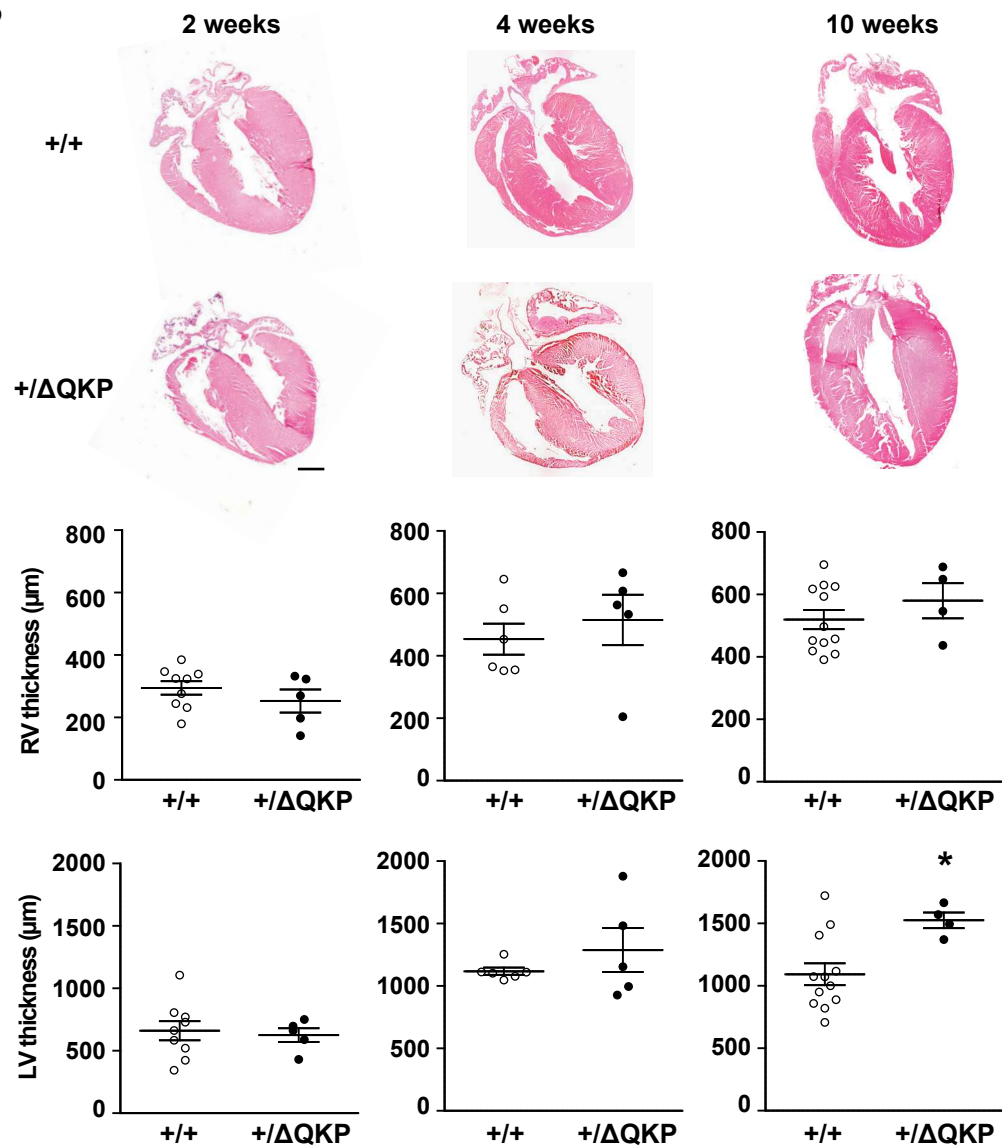 2 weeks 4 weeks 10 weeks
+/+
+/ΔQKP
RV thickness (µm)
800 800 800
600 600 600
400 400 400
200 200 200
0 0 0
+/+ +/ΔQKP +/+ +/ΔQKP +/+ +/ΔQKP
LV thickness (µm)
2000 2000 2000
*
1500 1500 1500
1000 1000 1000
500 500 500
0 0 0
+/+ +/ΔQKP +/+ +/ΔQKP +/+ +/ΔQKP